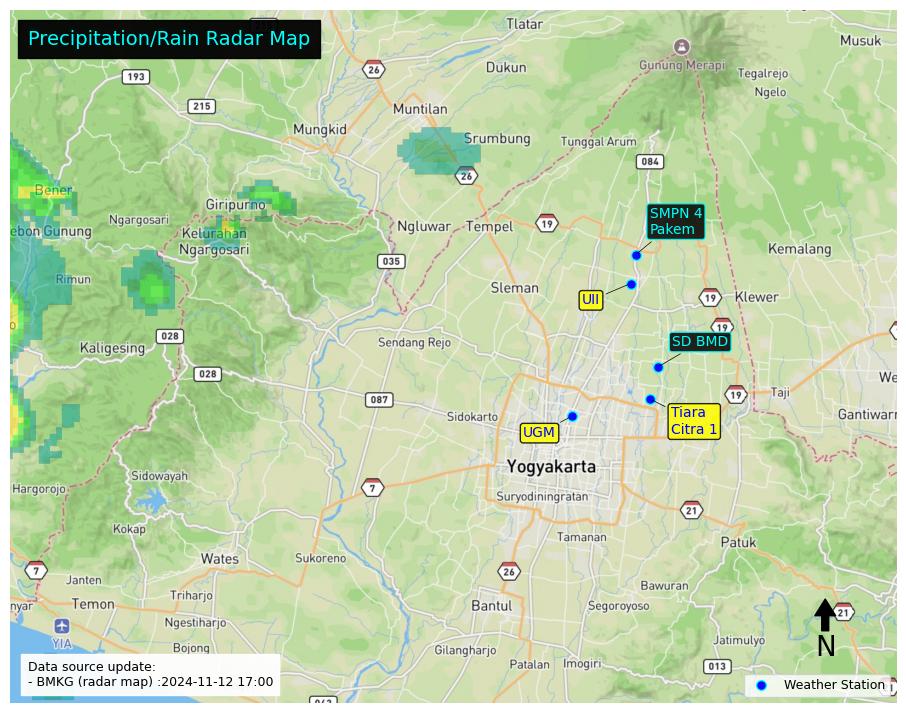 Precipitation/Rain Radar Map
Tlatar
Musuk
193
26
Dukun
Gunung Merapi
Tegalrejo
Ngelo
215
Muntilan
Mungkid
Srumbung
Tunggal Arum
084
26
Bener
Giripurno
Ngargosari
SMPN 4
Pakem
ebon Gunung
Kelurahan
Ngargosari
Ngluwar
Tempel
19
Kemalang
035
Rimun
Sleman
UII
19
Klewer
19
028
Kaligesing
Sendang Rejo
SD BMD
028
We
087
19
Taji
Sidokarto
UGM
Tiara
Citra 1
Gantiwarn
Yogyakarta
Sidowayah
Hargorojo
7
Suryodiningratan
21
Kokap
Tamanan
Patuk
Wates
Sukoreno
7
26
Janten
Bawuran
Triharjo
nyar
Temon
Bantul
Segoroyoso
21
Ngestiharjo
YIA
Bojong
Gilangharjo
Jatimulyo
N
Patalan
Imogiri
013
Data source update:
- BMKG (radar map) :2024-11-12 17:00
Weather Station